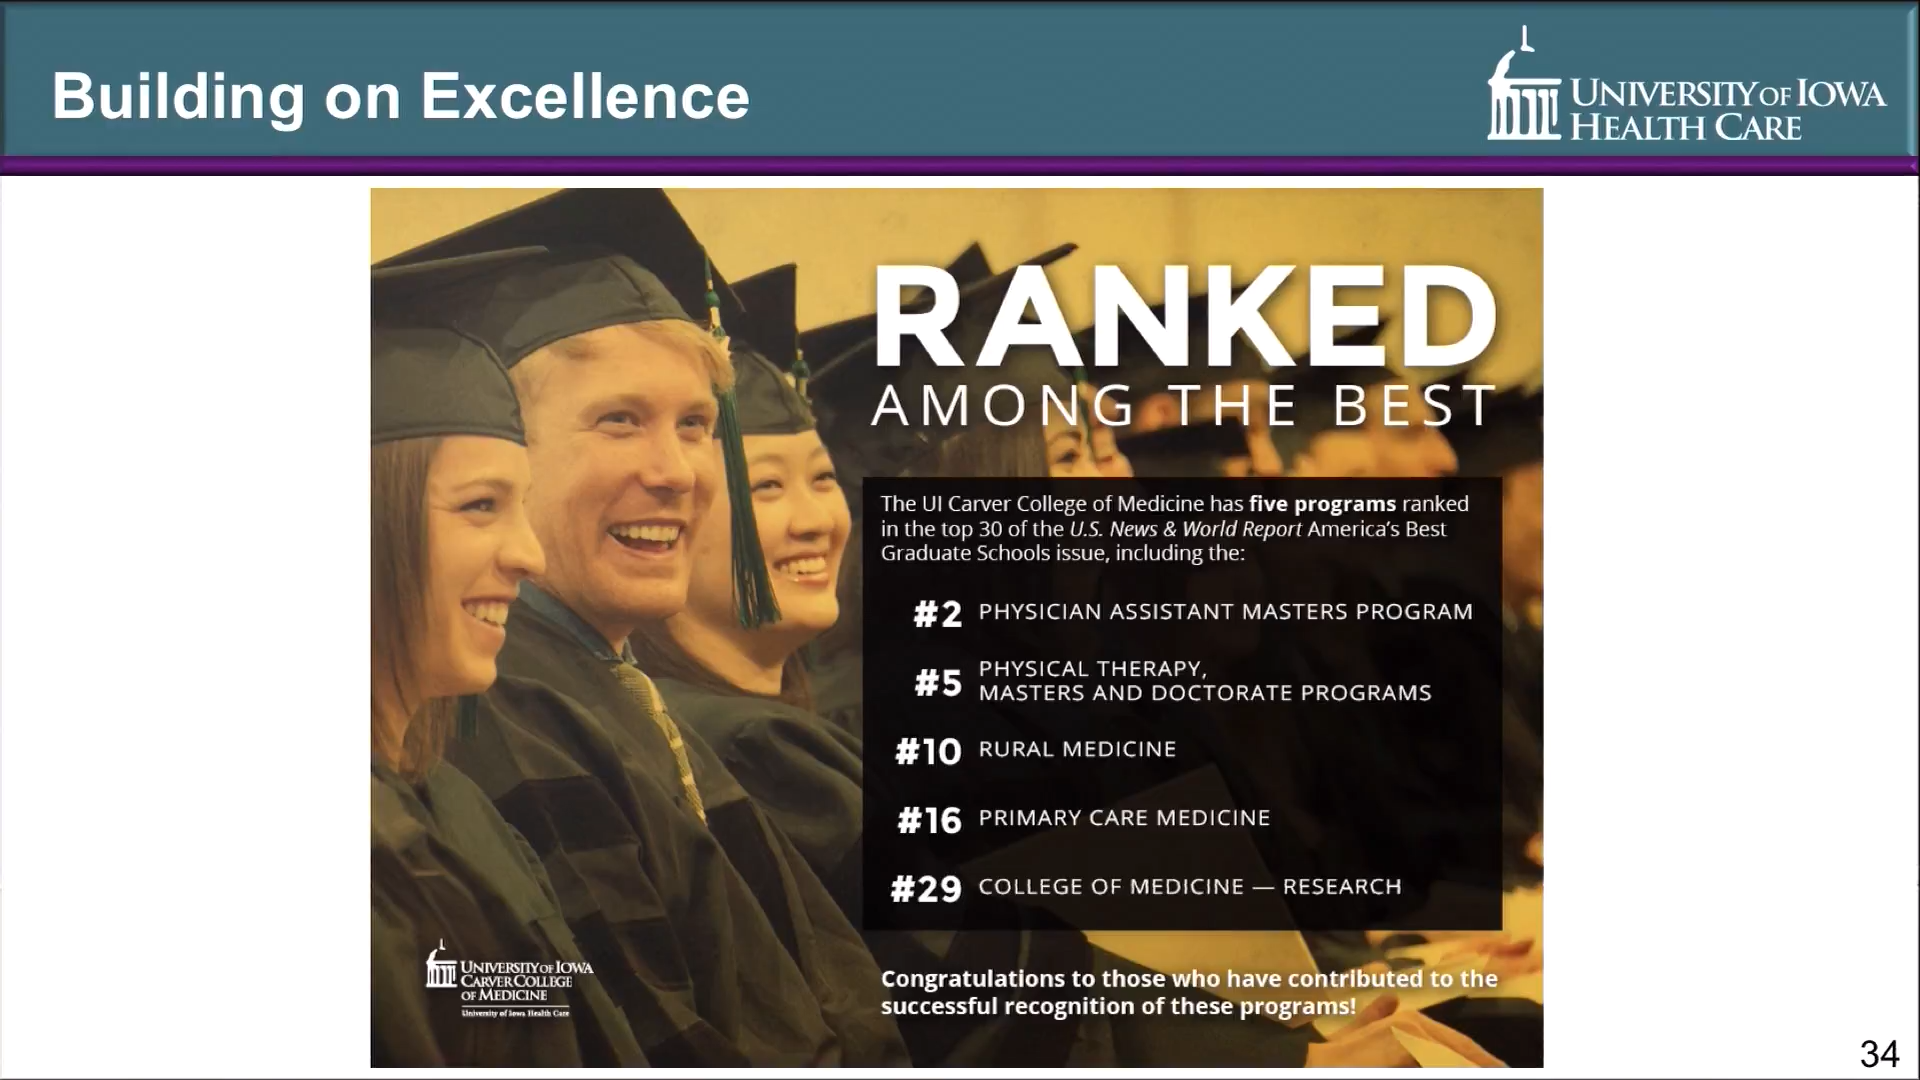 Building on Excellence
UNIVERSITY OF IOWA
HEALTH CARE
RANKED
AMONG THE BEST
The UI Carver College of Medicine has five programs ranked
in the top 30 of the U.S. News & World Report America's Best
Graduate Schools issue, including the:
#2 PHYSICIAN ASSISTANT MASTERS PROGRAM
#5 PHYSICAL THERAPY,
MASTERS AND DOCTORATE PROGRAMS
#10 RURAL MEDICINE
#16 PRIMARY CARE MEDICINE
#29 COLLEGE OF MEDICINE — RESEARCH
UNIVERSITY OF IOWA
CARVER COLLEGE
OF MEDICINE
University of Iowa Health Care
Congratulations to those who have contributed to the
successful recognition of these programs!
34